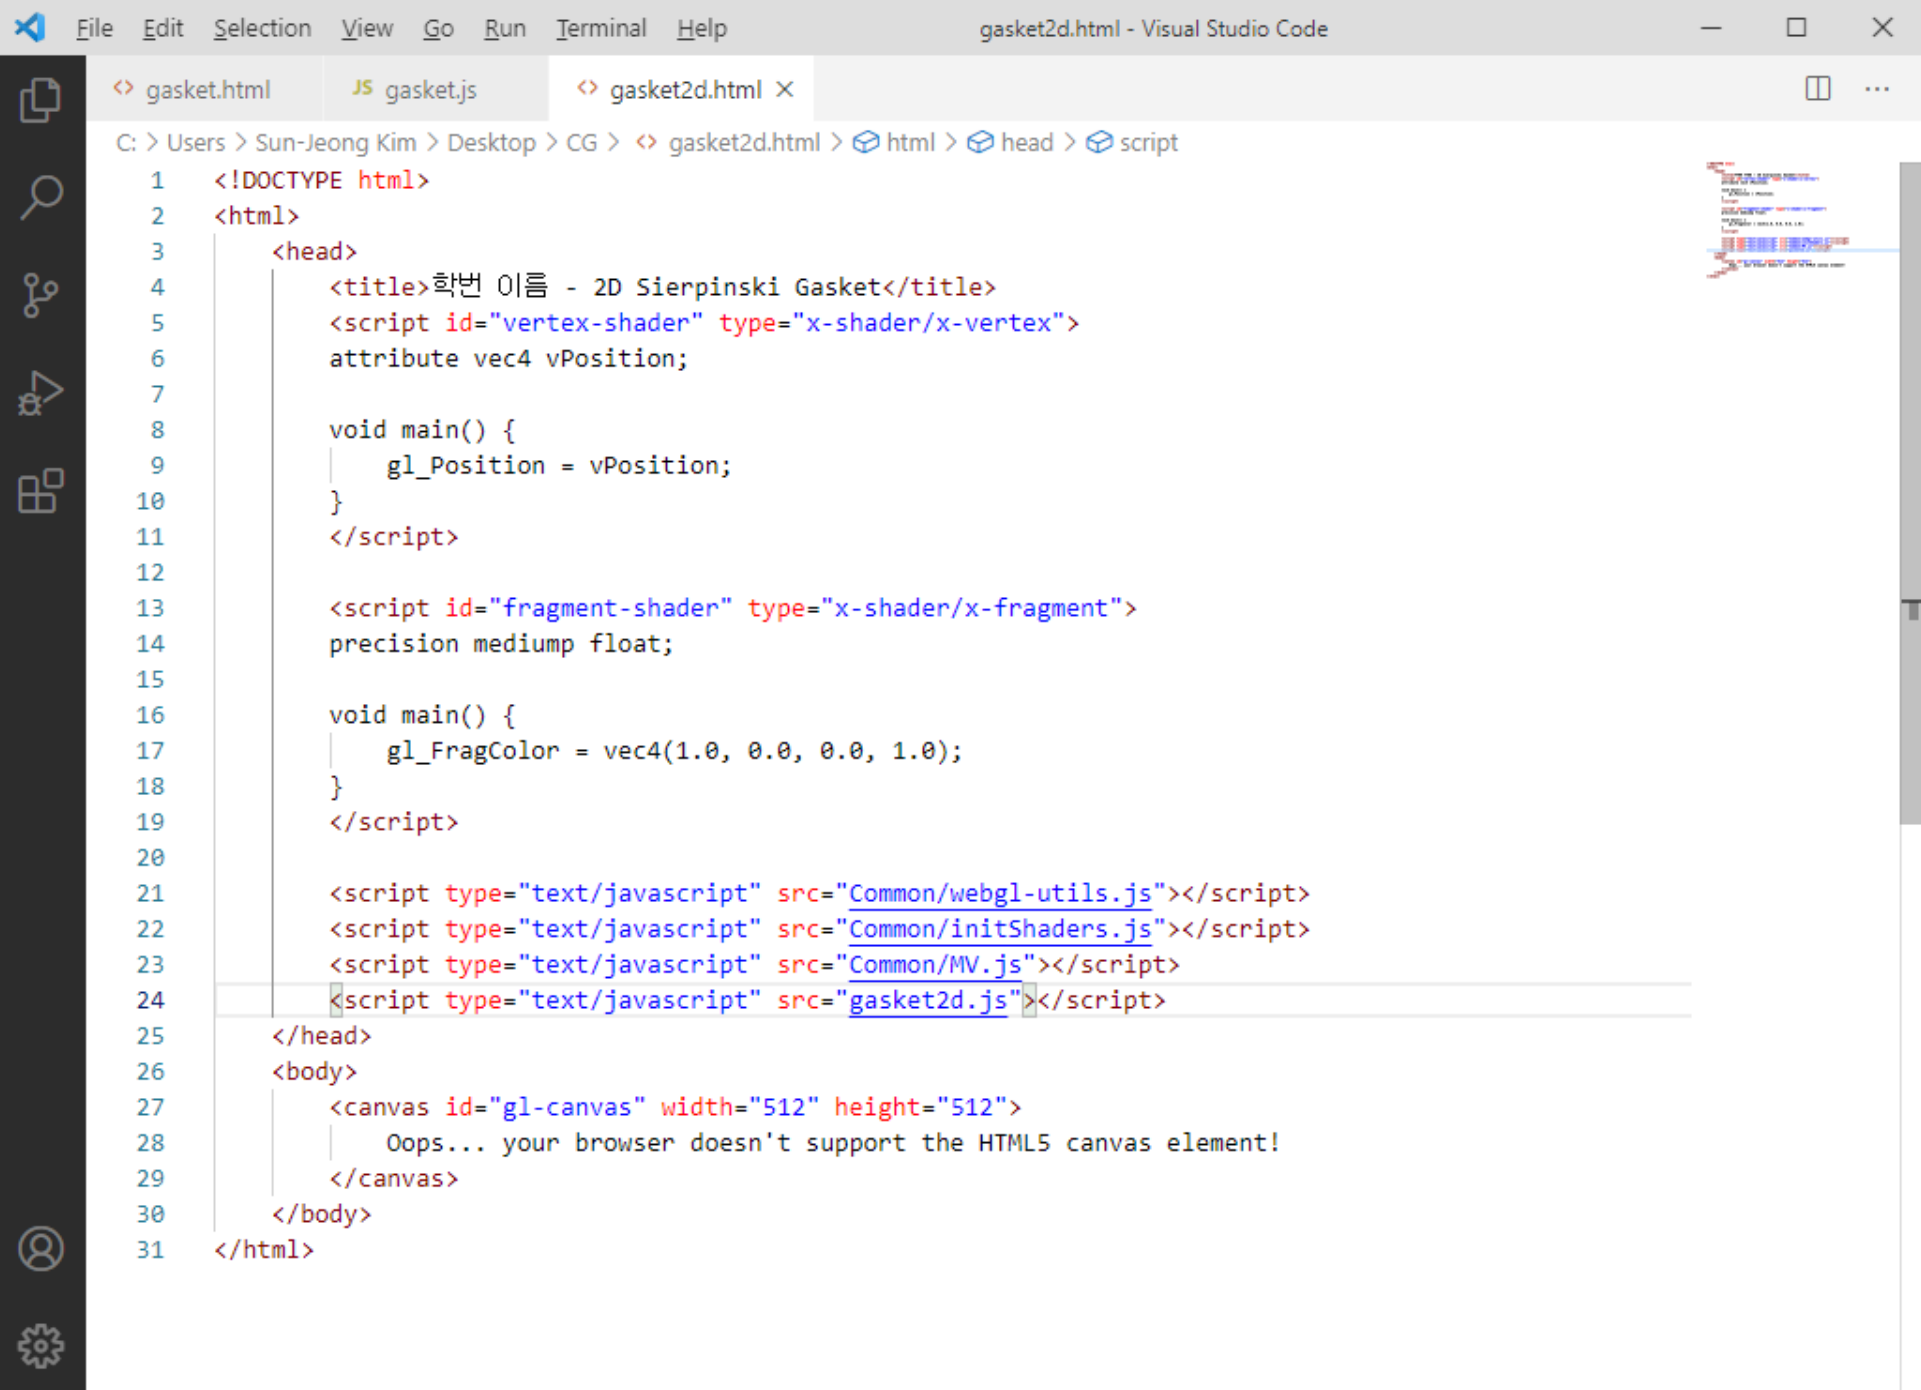 File Edit Selection View Go Run Terminal Help gasket2d.html - Visual Studio Code
<> gasket.html JS gasket.js <> gasket2d.html
C: > Users > Sun-Jeong Kim > Desktop > CG > <> gasket2d.html > html > head > script
1 <!DOCTYPE html>
2 <html>
3 <head>
4 <title>학번 이름 - 2D Sierpinski Gasket</title>
5 <script id="vertex-shader" type="x-shader/x-vertex">
6 attribute vec4 vPosition;
7
8 void main() {
9 gl_Position = vPosition;
10 }
11 </script>
12
13 <script id="fragment-shader" type="x-shader/x-fragment">
14 precision mediump float;
15
16 void main() {
17 gl_FragColor = vec4(1.0, 0.0, 0.0, 1.0);
18 }
19 </script>
20
21 <script type="text/javascript" src="Common/webgl-utils.js"></script>
22 <script type="text/javascript" src="Common/initShaders.js"></script>
23 <script type="text/javascript" src="Common/MV.js"></script>
24 <script type="text/javascript" src="gasket2d.js"></script>
25 </head>
26 <body>
27 <canvas id="gl-canvas" width="512" height="512">
28 Oops... your browser doesn't support the HTML5 canvas element!
29 </canvas>
30 </body>
31 </html>